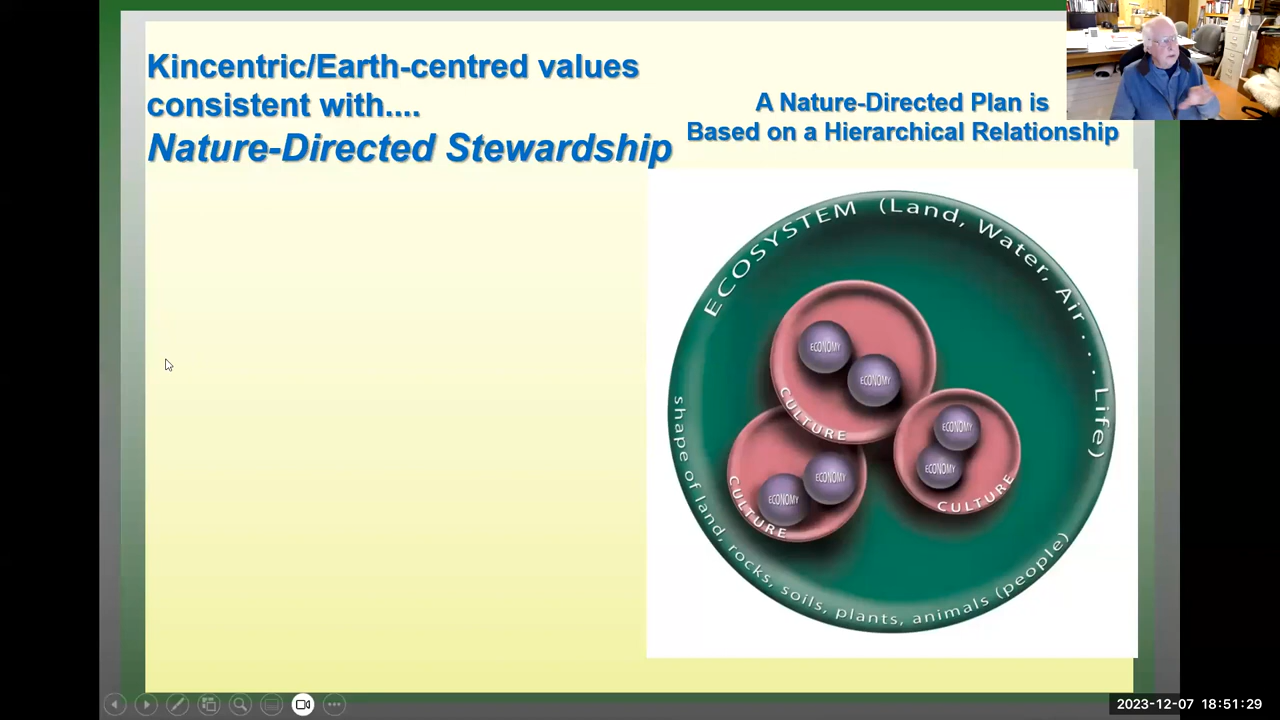 Kincentric/Earth-centred values
consistent with....
Nature-Directed Stewardship
A Nature-Directed Plan is
Based on a Hierarchical Relationship
ECOSYSTEM (Land, Water, Air . . . Life)
ECONOMY
ECONOMY
CULTURE
ECONOMY
ECONOMY
CULTURE
ECONOMY
ECONOMY
CULTURE
shape of land, rocks, soils, plants, animals (people)
2023-12-07 18:51:29